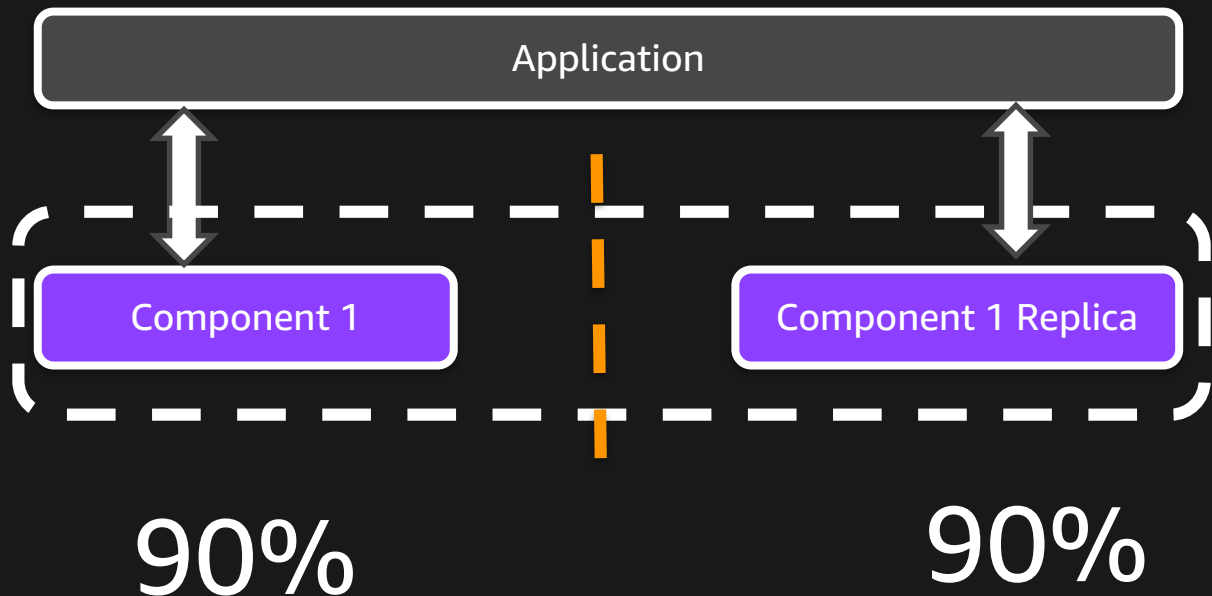 Application
Component 1
Component 1 Replica
90%
90%